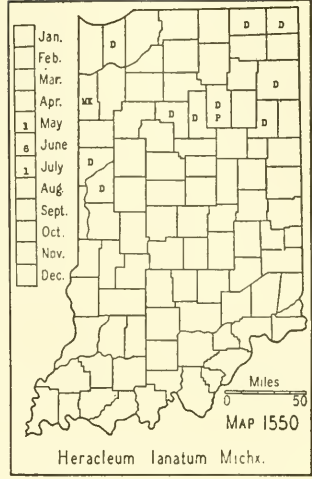 Jan.
Feb.
Mar.
Apr.
1 May
6 June
1 July
Aug.
Sept.
Oct.
Nov.
Dec.
D D
D
D
MK
D
D
D
P
D
D
D
D
Miles
0 50
MAP 1550
Heracleum lanatum Michx.